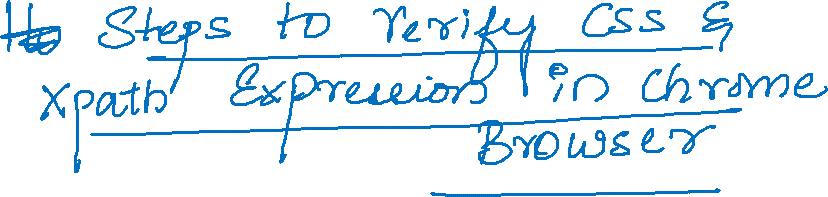 Steps to Verify CSS &
Xpath Expression in Chrome
Browser